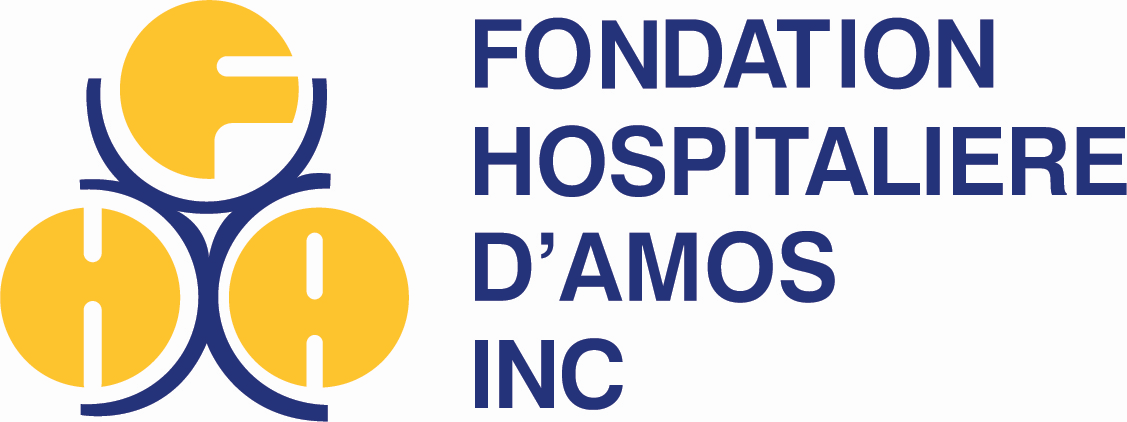 F
H A
FONDATION
HOSPITALIERE
D’AMOS
INC